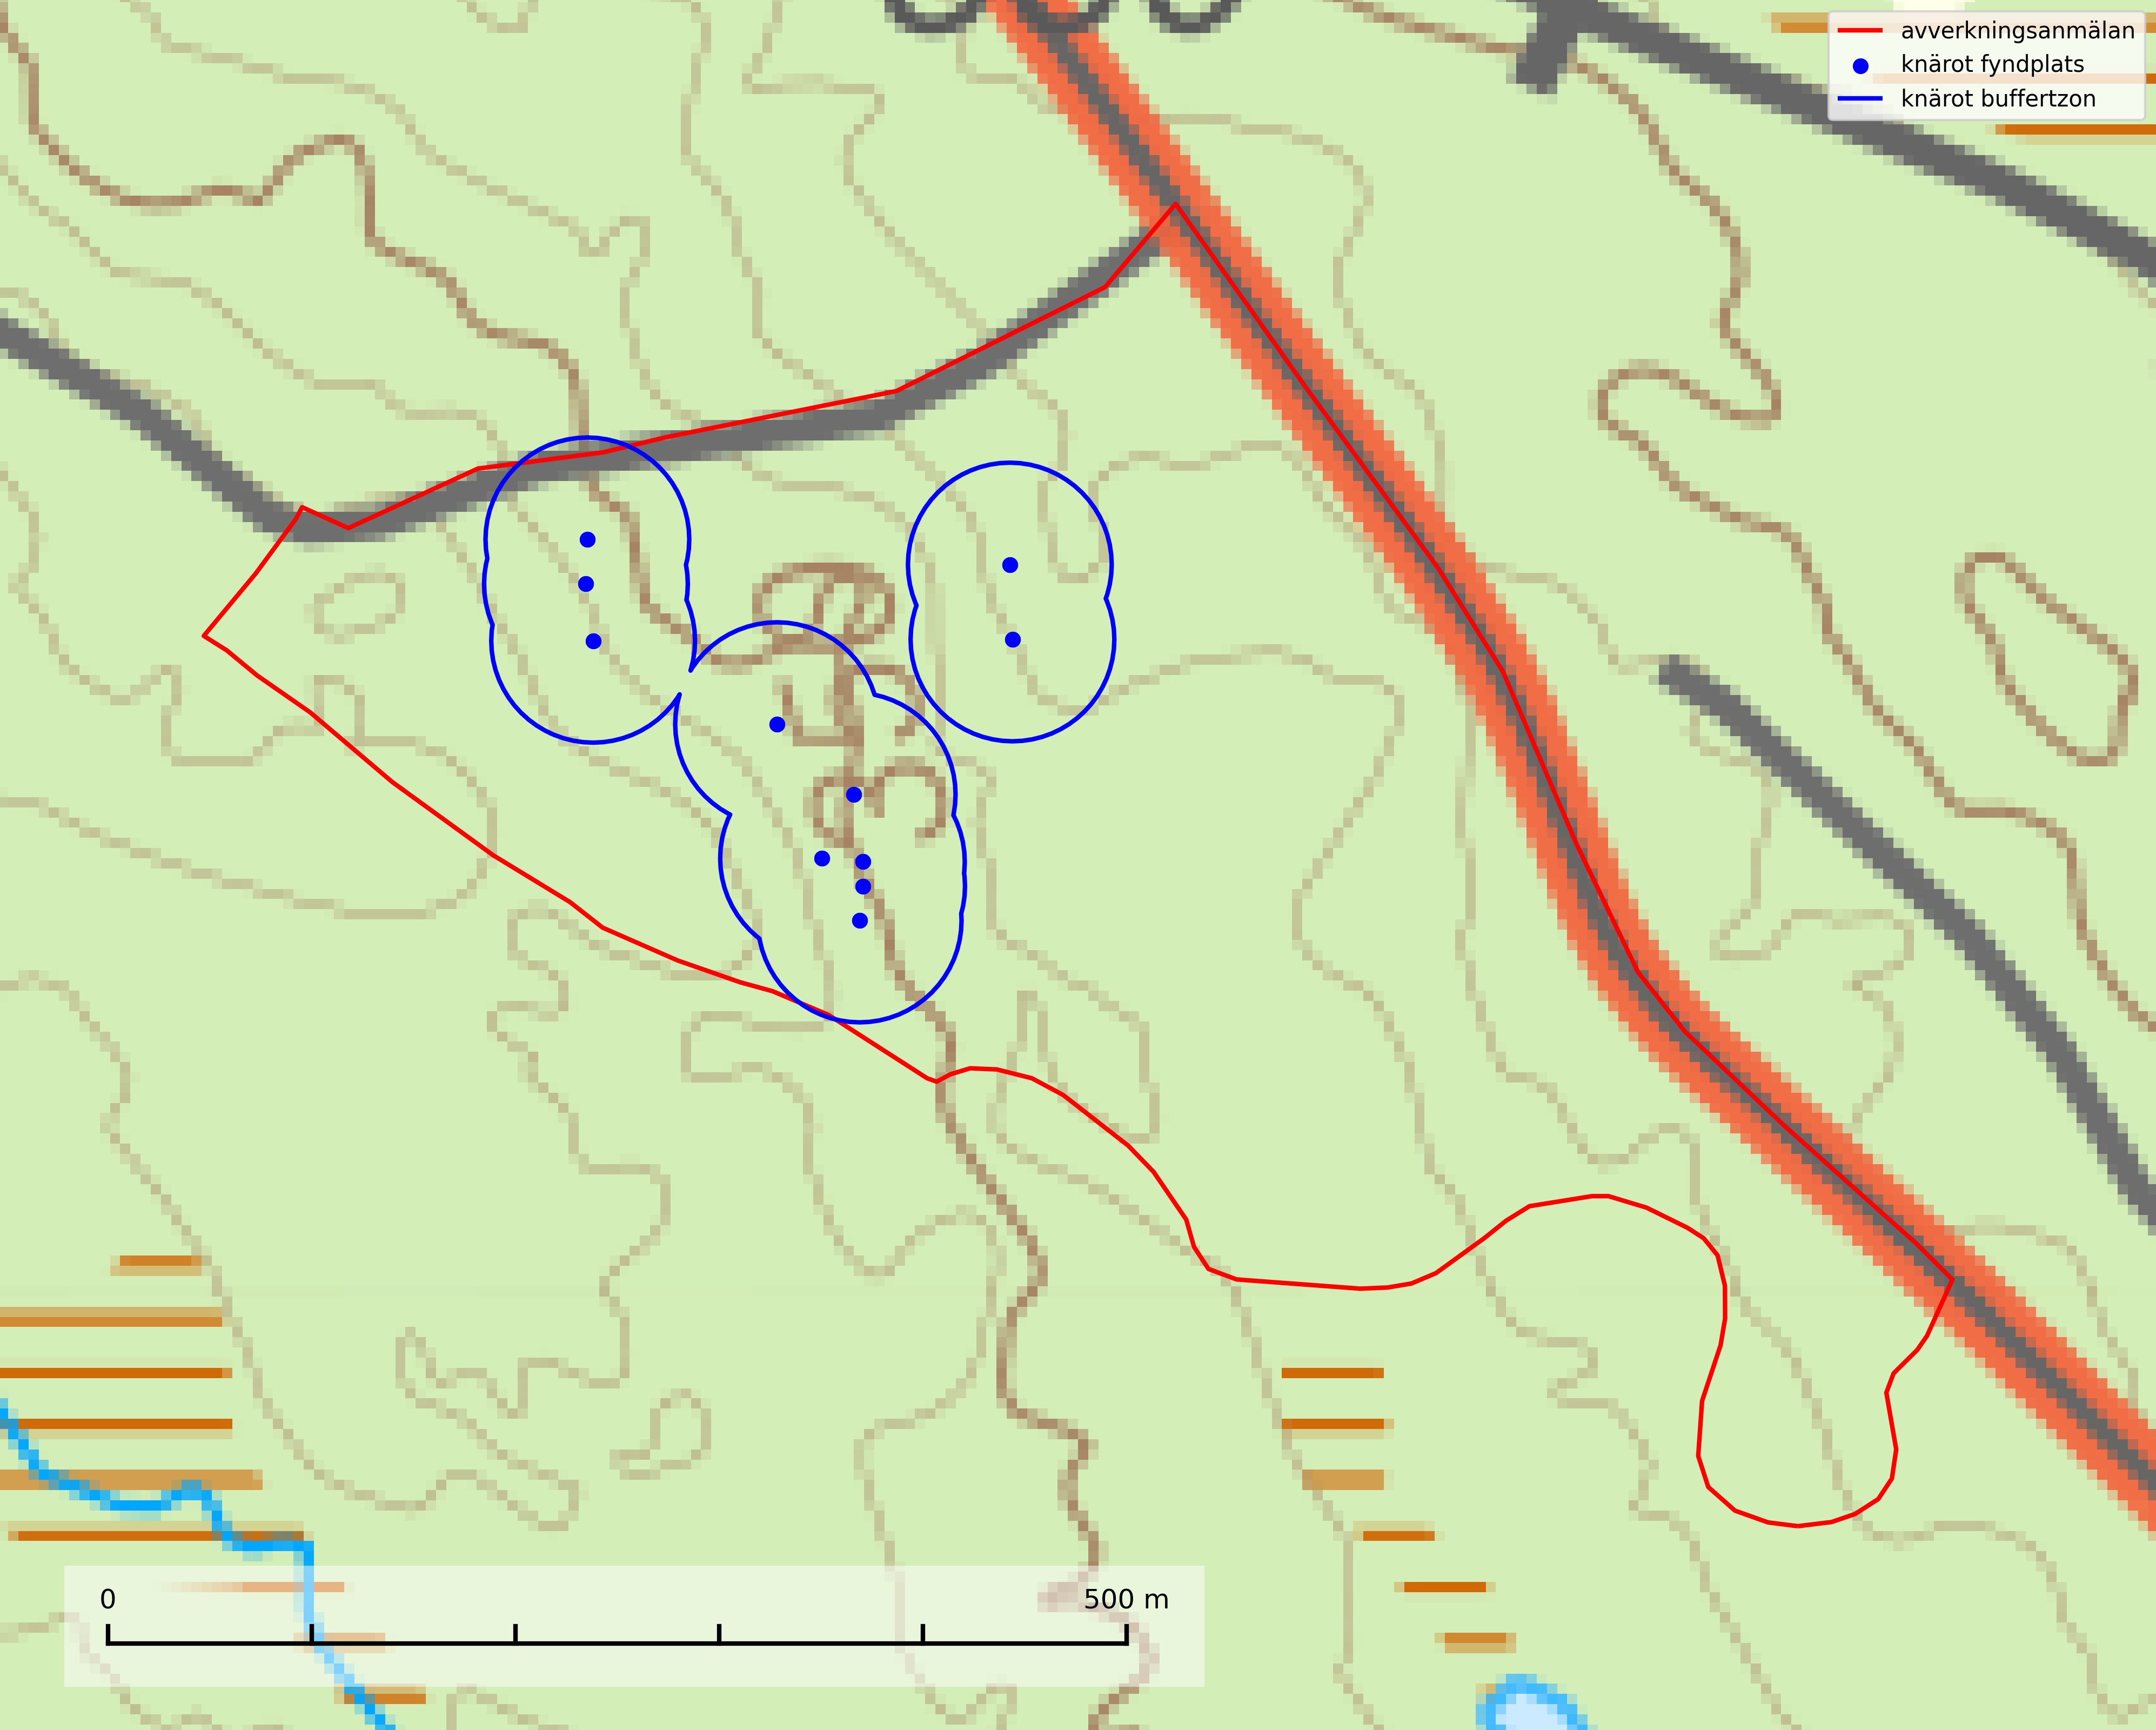 avverkningsanmälan
knärot fyndplats
knärot buffertzon
0 500 m